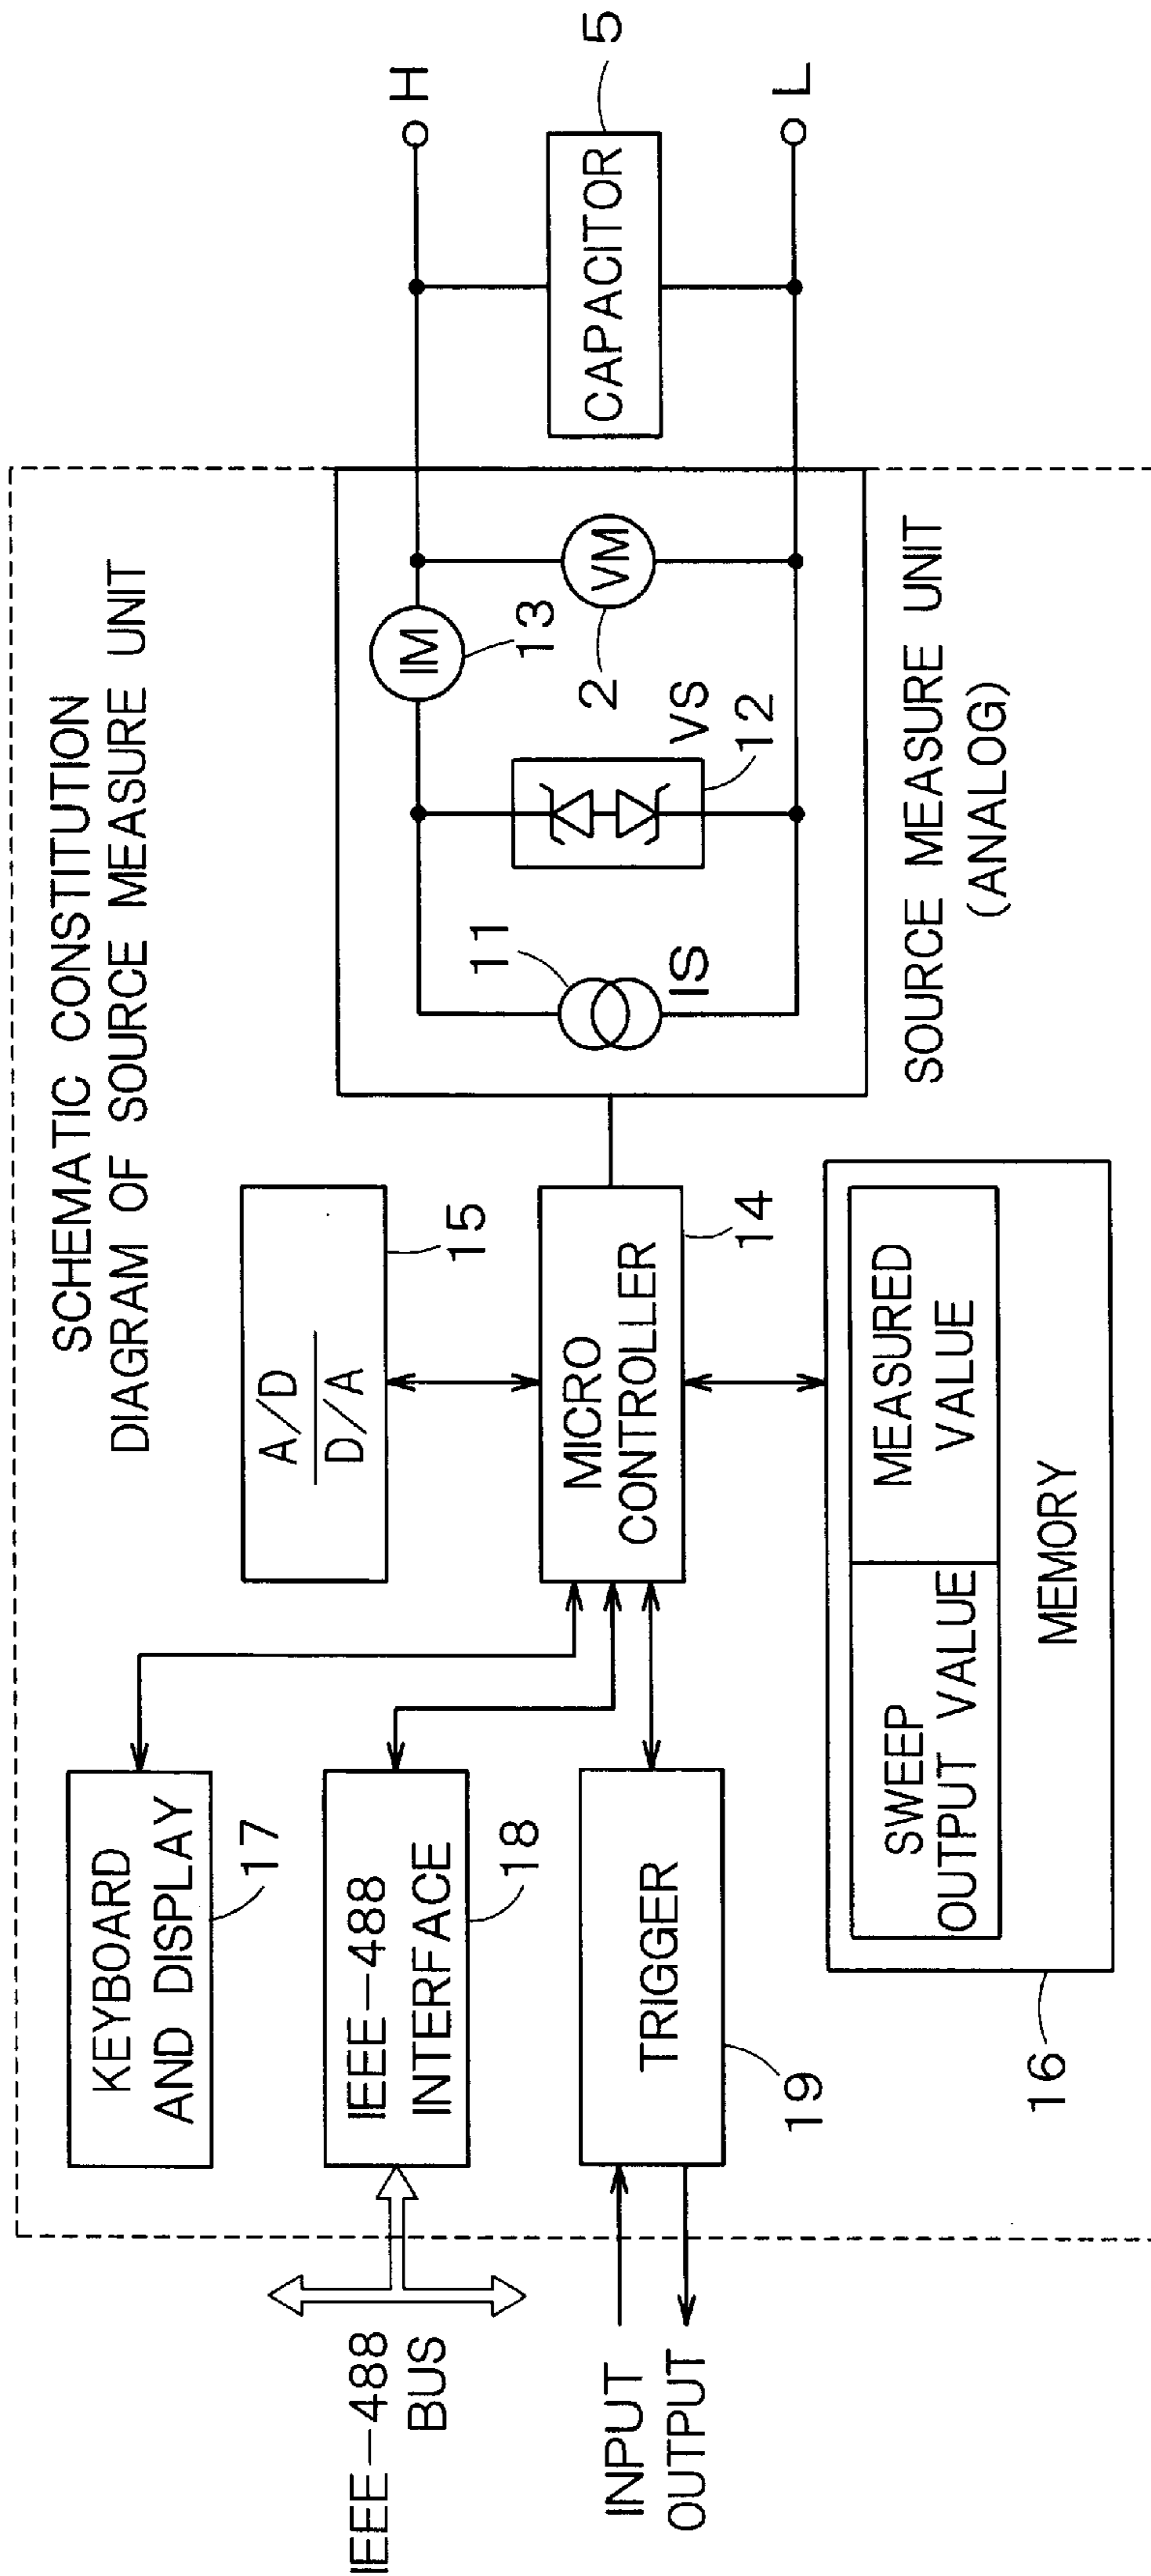 SCHEMATIC CONSTITUTION
DIAGRAM OF SOURCE MEASURE UNIT
KEYBOARD
AND DISPLAY
17
IEEE-488
BUS
IEEE-488
INTERFACE
18
INPUT
OUTPUT
TRIGGER
19
A/D
D/A
15
MICRO
CONTROLLER
14
SWEEP
OUTPUT VALUE
MEASURED
VALUE
MEMORY
16
11
IS
VS
12
IM
13
VM
2
SOURCE MEASURE UNIT
(ANALOG)
H
CAPACITOR
5
L